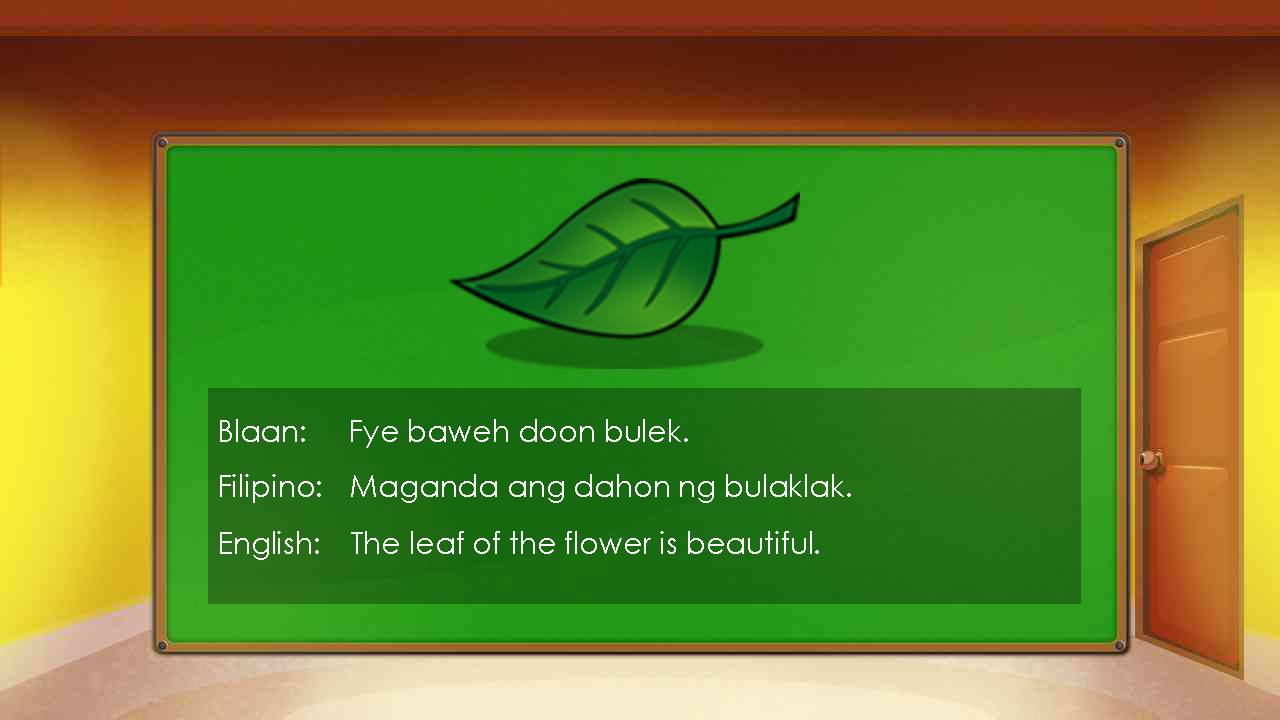 Blaan: Fye baweh doon bulek.
Filipino: Maganda ang dahon ng bulaklak.
English: The leaf of the flower is beautiful.